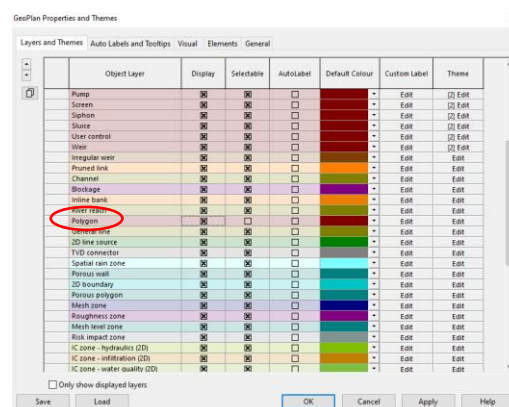 GeoPlan Properties and Themes
Layers and Themes Auto Labels and Tooltips Visual Elements General
Object Layer Display Selectable AutoLabel Default Colour Custom Label Theme
Pump Edit [2] Edit
Screen Edit [2] Edit
Siphon Edit [2] Edit
Sluice Edit [2] Edit
User control Edit [2] Edit
Weir Edit [2] Edit
Irregular weir Edit Edit
Pruned link Edit Edit
Channel Edit Edit
Blockage Edit Edit
Inline bank Edit Edit
River reach Edit Edit
Polygon Edit Edit
General line Edit Edit
2D line source Edit Edit
TVD connector Edit Edit
Spatial rain zone Edit Edit
Porous wall Edit Edit
2D boundary Edit Edit
Porous polygon Edit Edit
Mesh zone Edit Edit
Roughness zone Edit Edit
Mesh level zone Edit Edit
Risk impact zone Edit Edit
IC zone - hydraulics (2D) Edit Edit
IC zone - infiltration (2D) Edit Edit
IC zone - water quality (2D) Edit Edit
Only show displayed layers
Save Load OK Cancel Apply Help